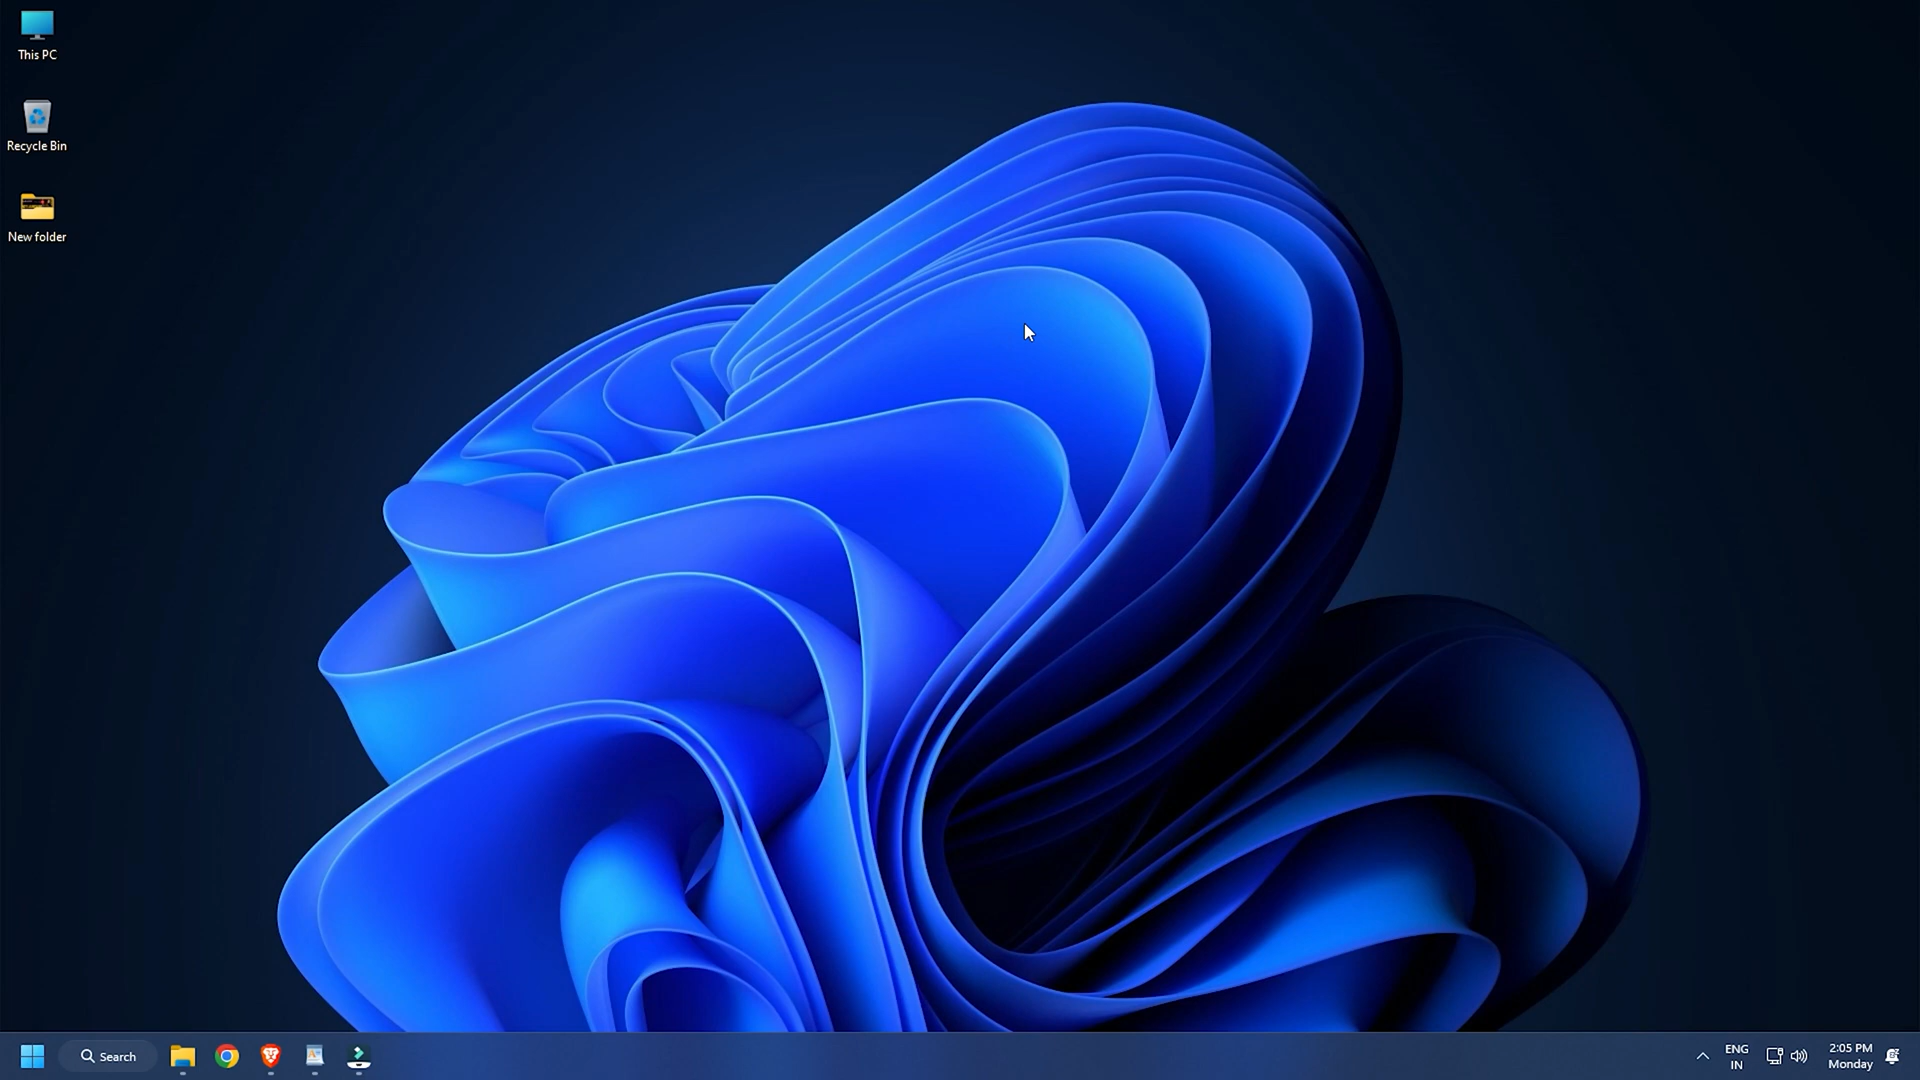 This PC
Recycle Bin
New folder
Search
ENG
IN
2:05 PM
Monday